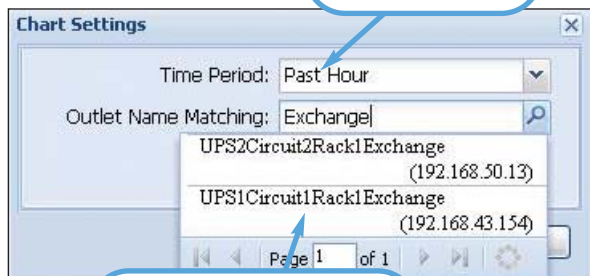 Chart Settings
Time Period: Past Hour
Outlet Name Matching: Exchange
UPS2Circuit2Rack1Exchange
(192.168.50.13)
UPS1Circuit1Rack1Exchange
(192.168.43.154)
Page 1 of 1